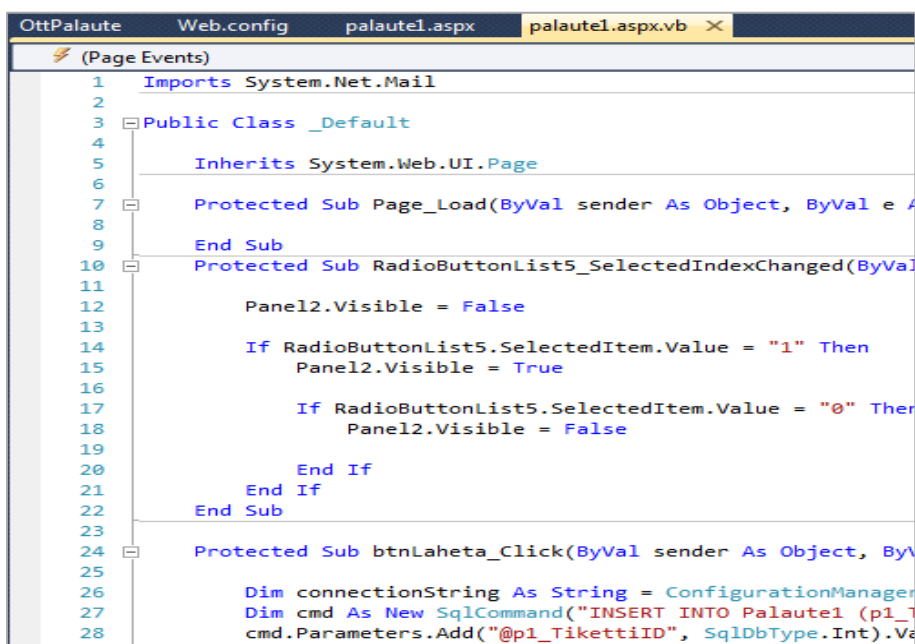 OttPalaute Web.config palaute1.aspx palaute1.aspx.vb
(Page Events)
1 Imports System.Net.Mail
2
3 Public Class _Default
4
5 Inherits System.Web.UI.Page
6
7 Protected Sub Page_Load(ByVal sender As Object, ByVal e
8
9 End Sub
10 Protected Sub RadioButtonList5_SelectedIndexChanged(ByVal
11
12 Panel2.Visible = False
13
14 If RadioButtonList5.SelectedItem.Value = "1" Then
15 Panel2.Visible = True
16
17 If RadioButtonList5.SelectedItem.Value = "0" Then
18 Panel2.Visible = False
19
20 End If
21 End If
22 End Sub
23
24 Protected Sub btnLaheta_Click(ByVal sender As Object,
25
26 Dim connectionString As String = ConfigurationManager
27 Dim cmd As New SqlCommand("INSERT INTO Palaute1
28 cmd.Parameters.Add("@p1_TikettiID", SqlDbType.Int).